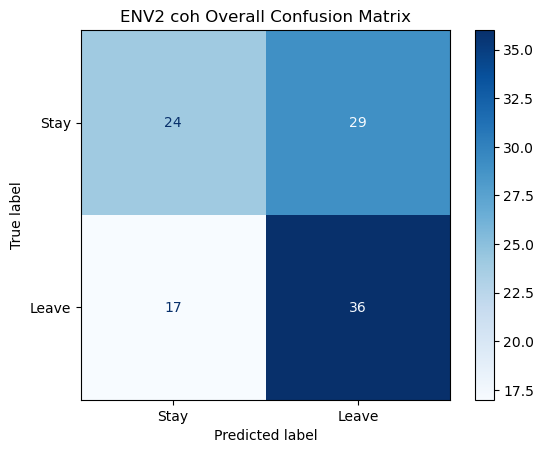 ENV2 coh Overall Confusion Matrix
True label
Stay
24
29
Leave
17
36
Stay
Leave
Predicted label
35.0
32.5
30.0
27.5
25.0
22.5
20.0
17.5